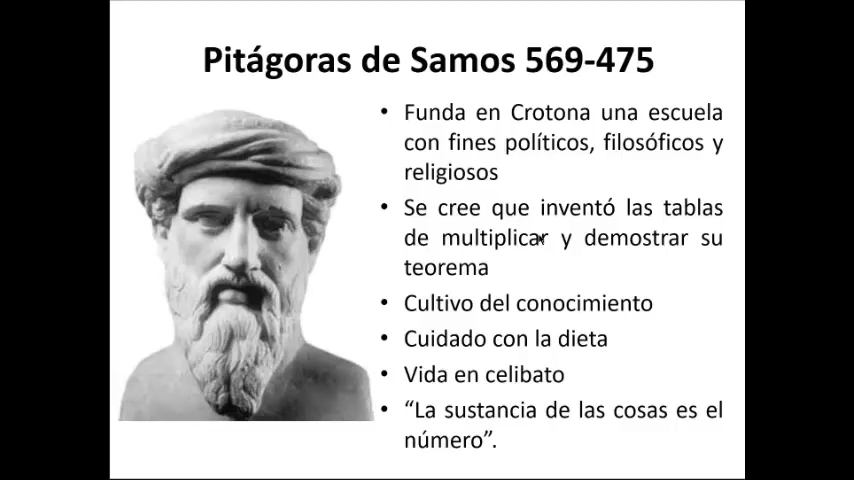 Pitágoras de Samos 569-475
• Funda en Crotona una escuela
con fines políticos, filosóficos y
religiosos
• Se cree que inventó las tablas
de multiplicar y demostrar su
teorema
• Cultivo del conocimiento
• Cuidado con la dieta
• Vida en celibato
• “La sustancia de las cosas es el
número”.